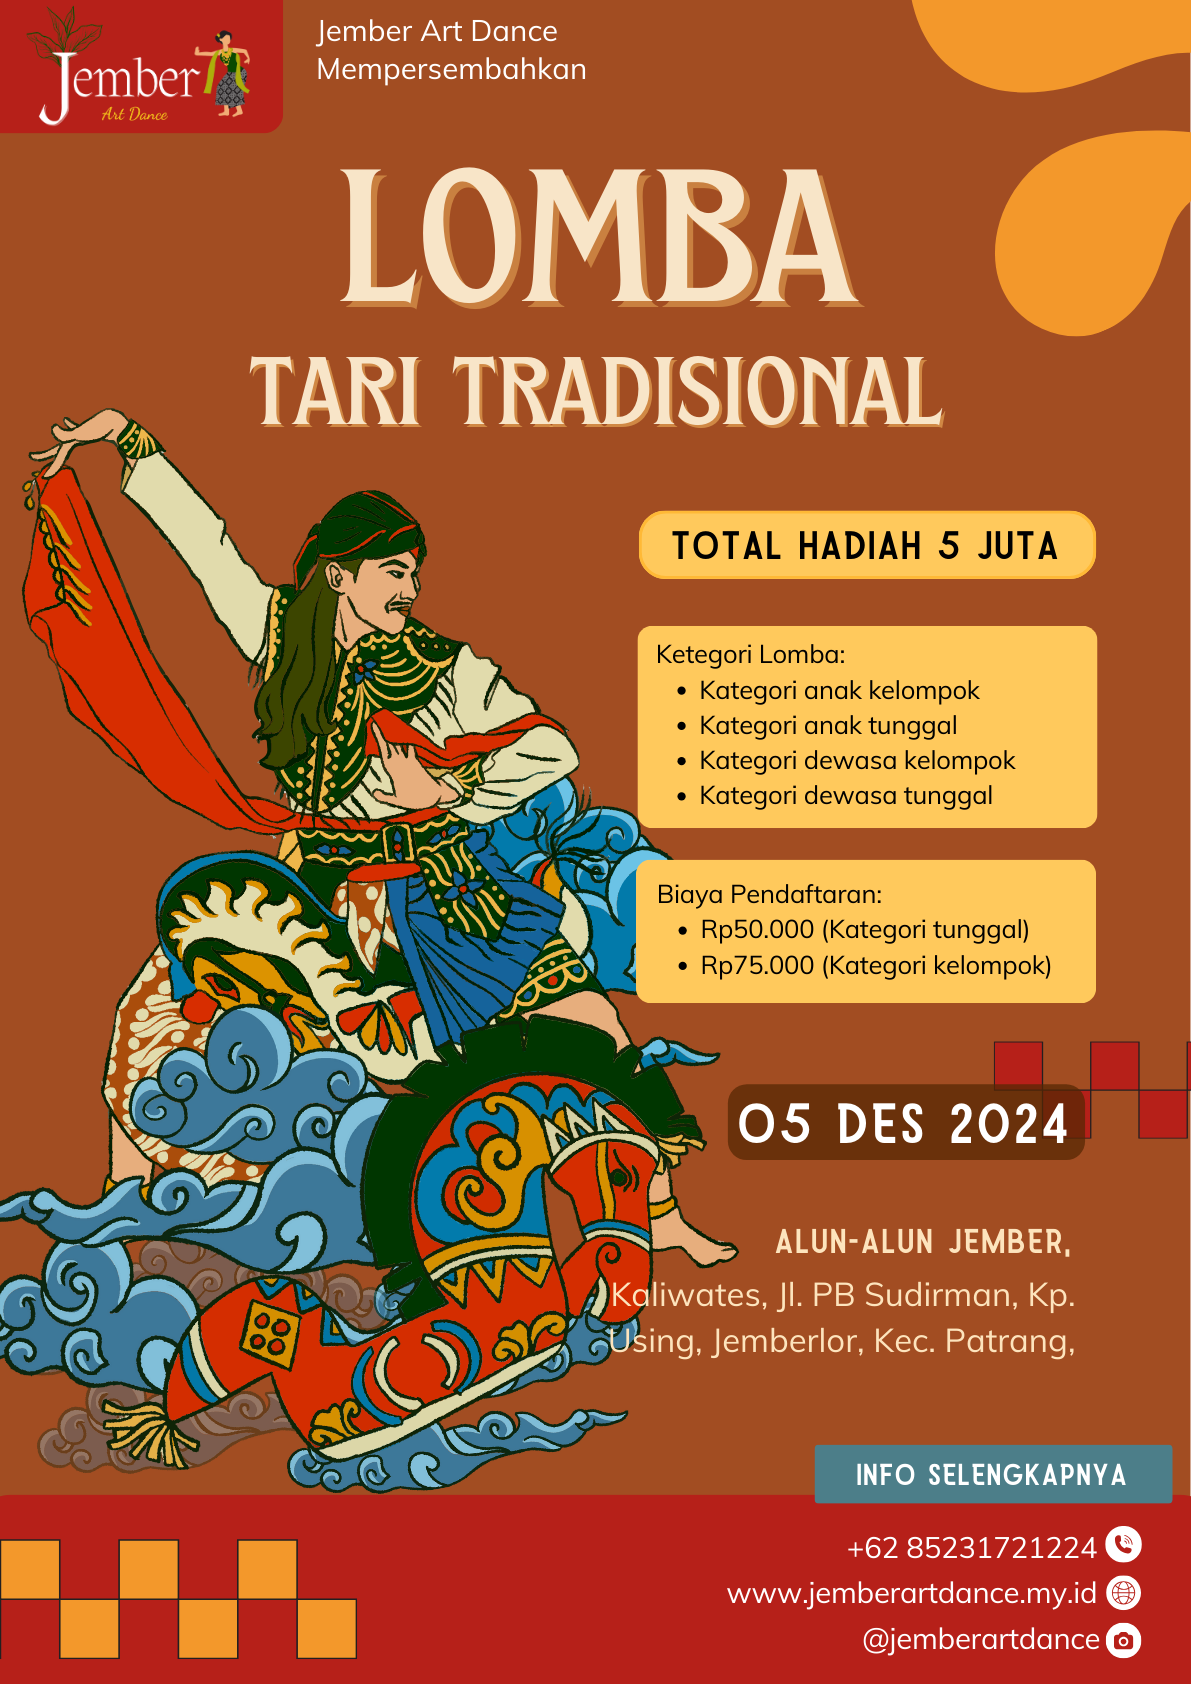 Jember
Art Dance
Jember Art Dance
Mempersembahkan
LOMBA
TARI TRADISIONAL
TOTAL HADIAH 5 JUTA
Ketegori Lomba:
• Kategori anak kelompok
• Kategori anak tunggal
• Kategori dewasa kelompok
• Kategori dewasa tunggal
Biaya Pendaftaran:
• Rp50.000 (Kategori tunggal)
• Rp75.000 (Kategori kelompok)
05 DES 2024
ALUN-ALUN JEMBER,
Kaliwates, Jl. PB Sudirman, Kp.
Using, Jemberlor, Kec. Patrang,
INFO SELENGKAPNYA
+62 85231721224
www.jemberartdance.my.id
@jemberartdance